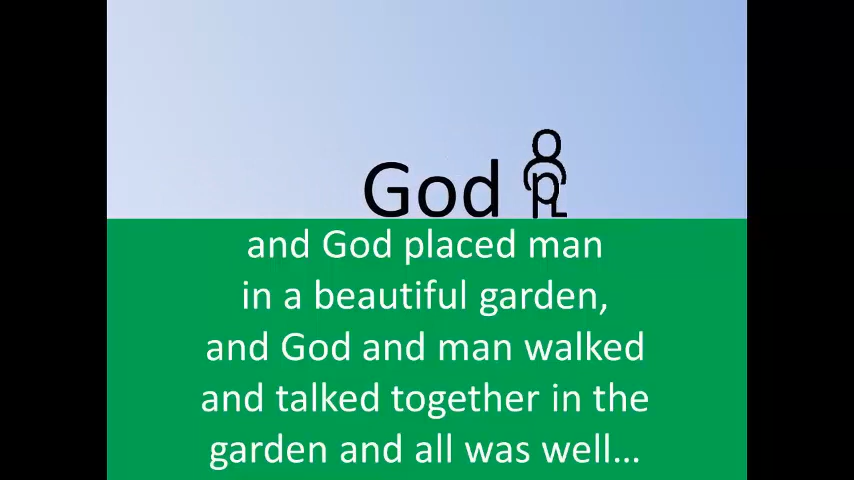 God
and God placed man
in a beautiful garden,
and God and man walked
and talked together in the
garden and all was well...